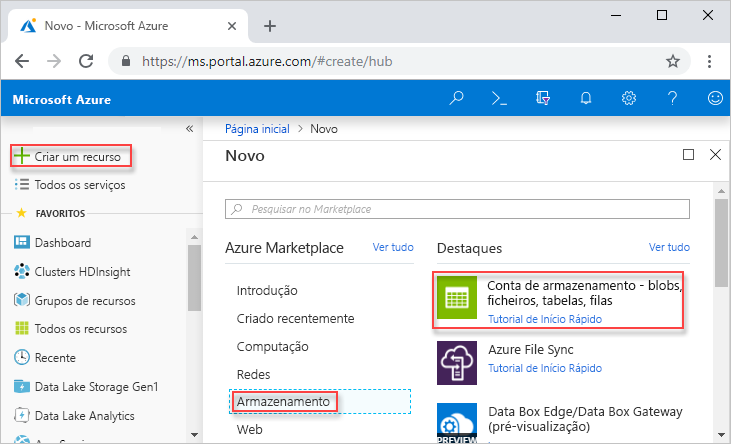 Novo - Microsoft Azure
https://ms.portal.azure.com/#create/hub
Microsoft Azure
Criar um recurso
Todos os serviços
FAVORITOS
Dashboard
Clusters HDInsight
Grupos de recursos
Todos os recursos
Recente
Data Lake Storage Gen1
Data Lake Analytics
Página inicial > Novo
Novo
Pesquisar no Marketplace
Azure Marketplace
Ver tudo
Introdução
Criado recentemente
Computação
Redes
Armazenamento
Web
Destaques
Ver tudo
Conta de armazenamento - blobs,
ficheiros, tabelas, filas
Tutorial de Início Rápido
Azure File Sync
Tutorial de Início Rápido
Data Box Edge/Data Box Gateway
(pré-visualização)
PREVIEW